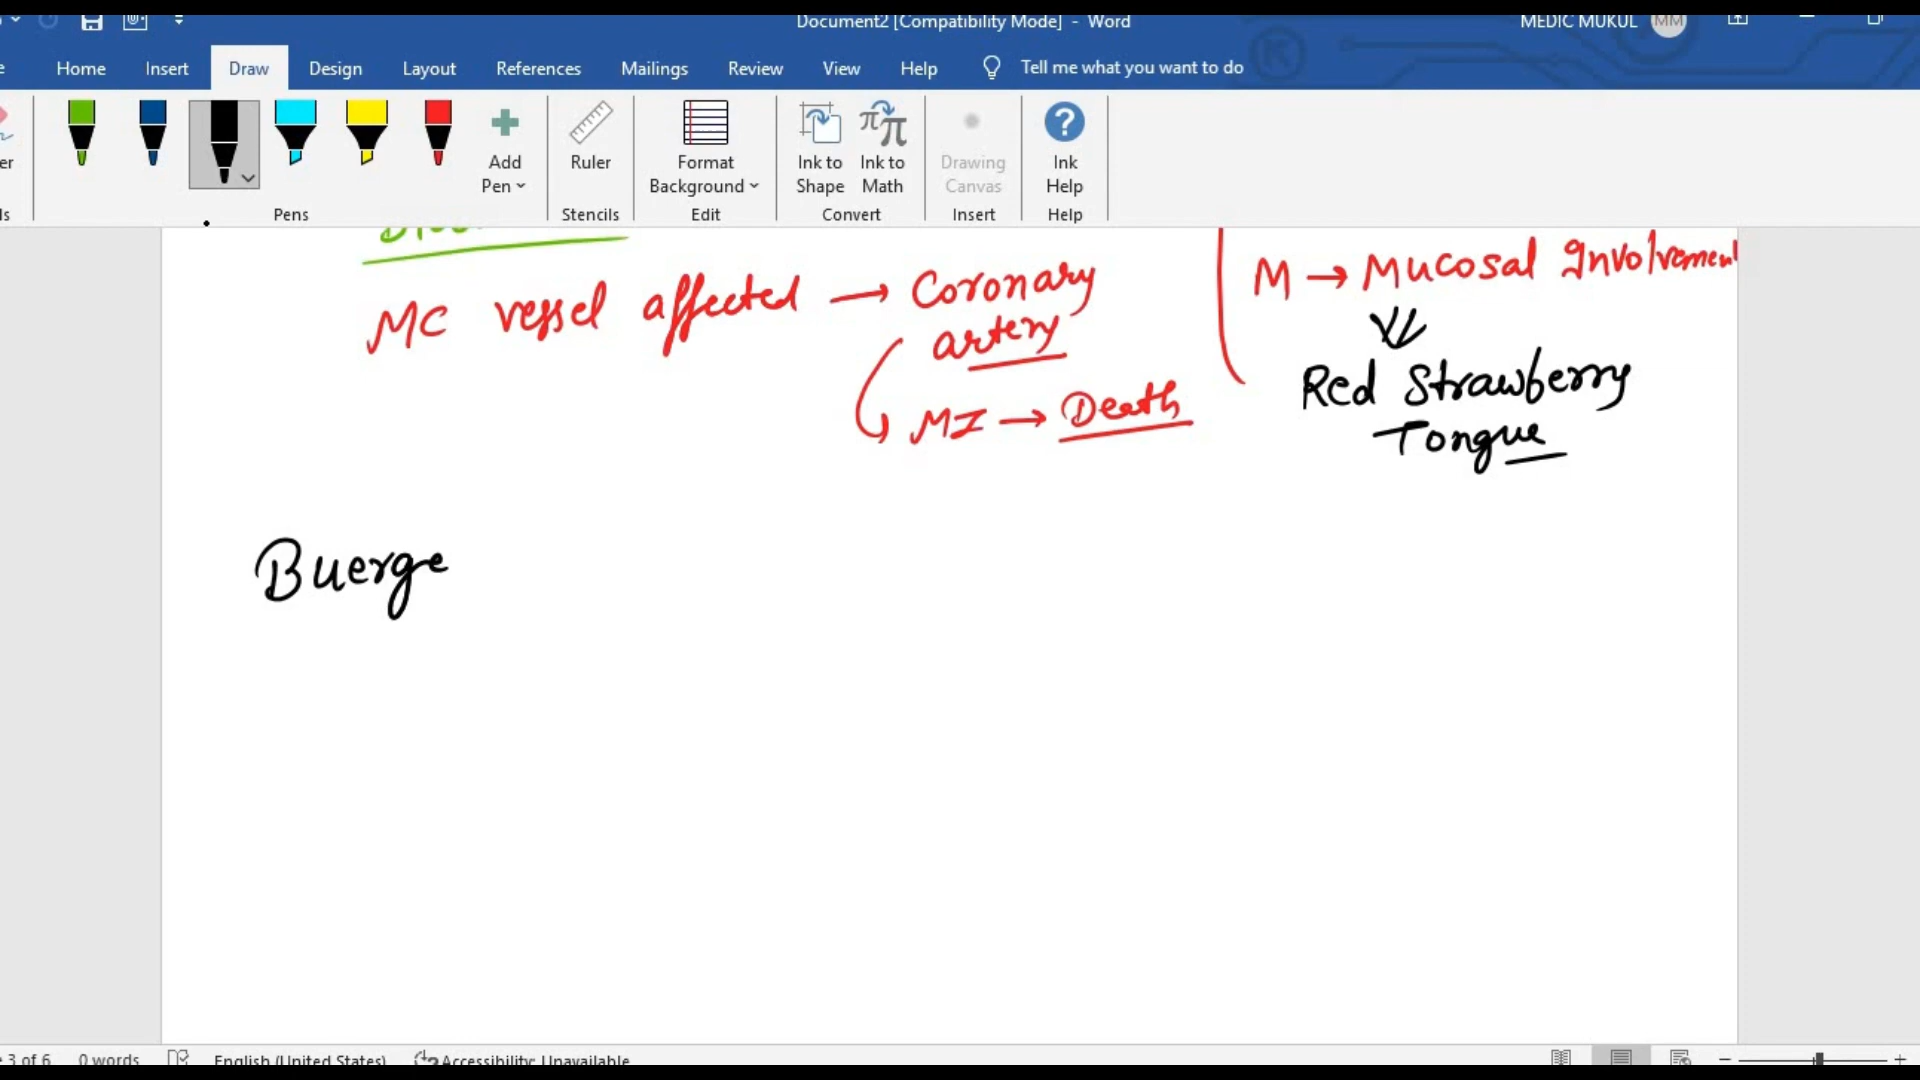 Document2 [Compatibility Mode] - Word
MEDIC MUKUL MM
Home Insert Draw Design Layout References Mailings Review View Help Tell me what you want to do
Add Pen
Ruler
Format Background
Ink to Shape
Ink to Math
Drawing Canvas
Ink Help
Pens Stencils Edit Convert Insert Help
MC vessel affected → Coronary
artery
MI → Death
M → Mucosal Involvement
Red Strawberry
Tongue
Buerge
3 of 6 0 words English (United States) Accessibility: Unavailable